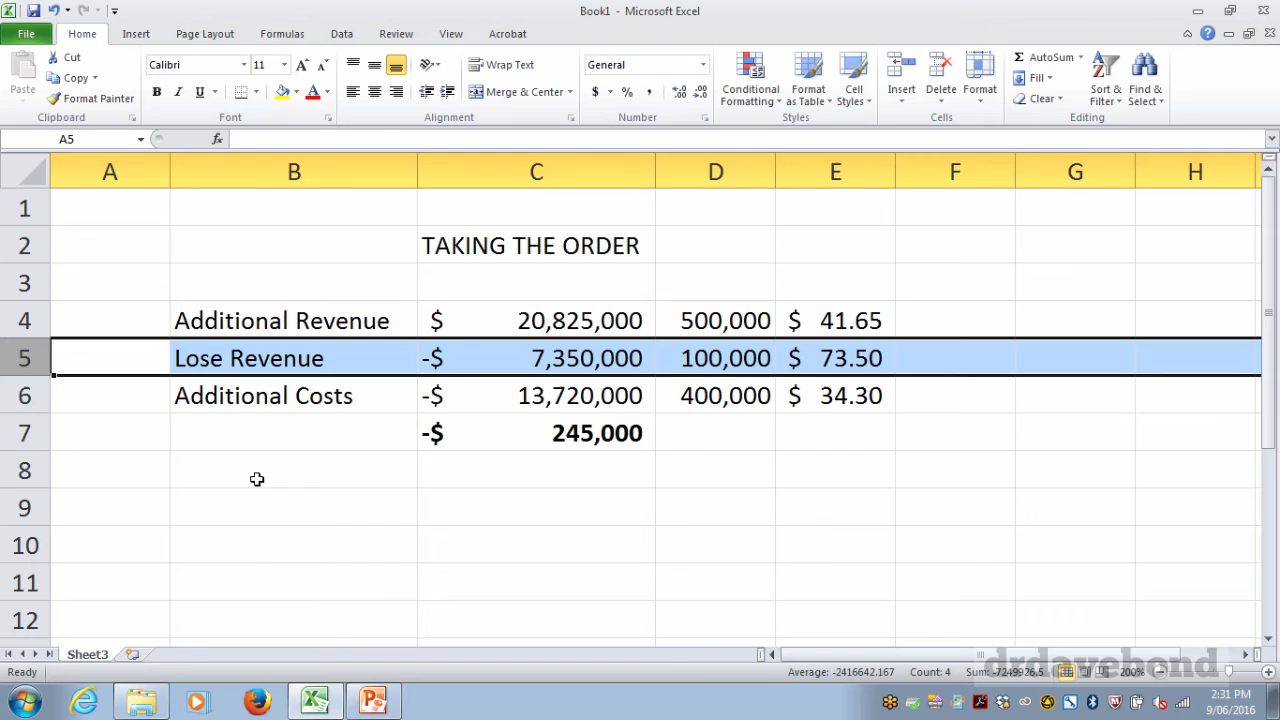 Book1 - Microsoft Excel
File Home Insert Page Layout Formulas Data Review View Acrobat
Paste
Cut
Copy
Format Painter
Calibri 11
B I U
Wrap Text
Merge & Center
General
$ % ,
Conditional Formatting
Format as Table
Cell Styles
Insert
Delete
Format
AutoSum
Fill
Clear
Sort & Filter
Find & Select
Clipboard Font Alignment Number Styles Cells Editing
A5 fx
A B C D E F G H
1
2 TAKING THE ORDER
3
4 Additional Revenue $ 20,825,000 500,000 $ 41.65
5 Lose Revenue -$ 7,350,000 100,000 $ 73.50
6 Additional Costs -$ 13,720,000 400,000 $ 34.30
7 -$ 245,000
8
9
10
11
12
Sheet3
Ready Average: -2416642.167 Count: 4 Sum: -7249926.5 200%
drdavebond
2:31 PM
9/06/2016